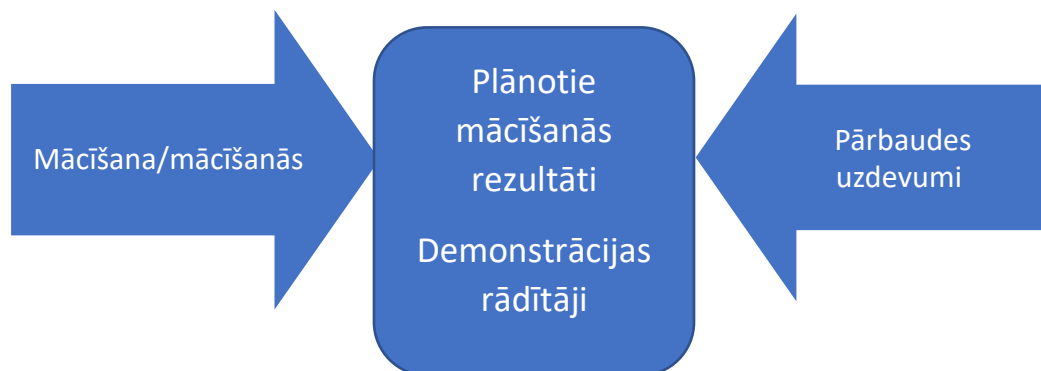 Mācīšana/mācīšanās
Plānotie
mācīšanās
rezultāti
Demonstrācijas
rādītāji
Pārbaudes
uzdevumi